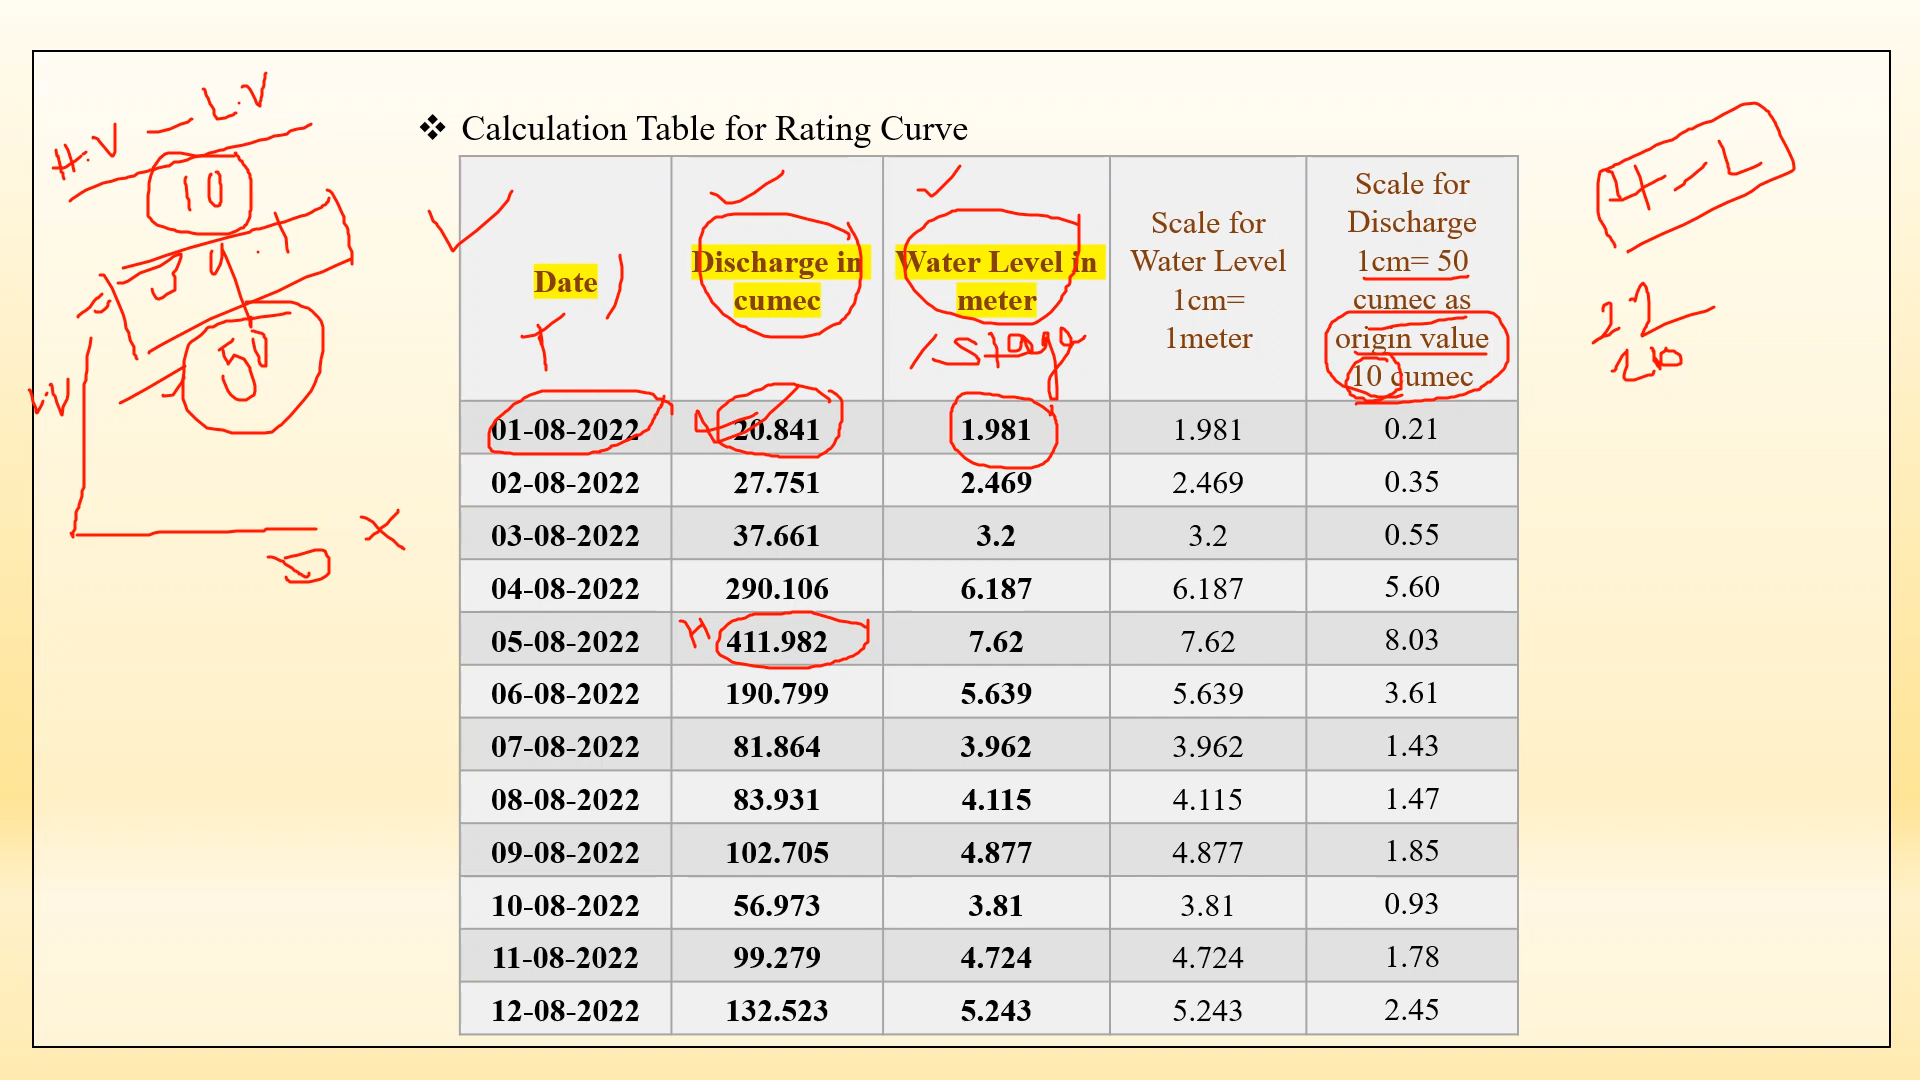 ❖ Calculation Table for Rating Curve
Date
Discharge in cumec
Water Level in meter
Scale for Water Level 1cm= 1meter
Scale for Discharge 1cm= 50 cumec as origin value 10 cumec
01-08-2022 20.841 1.981 1.981 0.21
02-08-2022 27.751 2.469 2.469 0.35
03-08-2022 37.661 3.2 3.2 0.55
04-08-2022 290.106 6.187 6.187 5.60
05-08-2022 411.982 7.62 7.62 8.03
06-08-2022 190.799 5.639 5.639 3.61
07-08-2022 81.864 3.962 3.962 1.43
08-08-2022 83.931 4.115 4.115 1.47
09-08-2022 102.705 4.877 4.877 1.85
10-08-2022 56.973 3.81 3.81 0.93
11-08-2022 99.279 4.724 4.724 1.78
12-08-2022 132.523 5.243 5.243 2.45
H.V - L.V
10
39.1
50
X
Stage
H
H-L